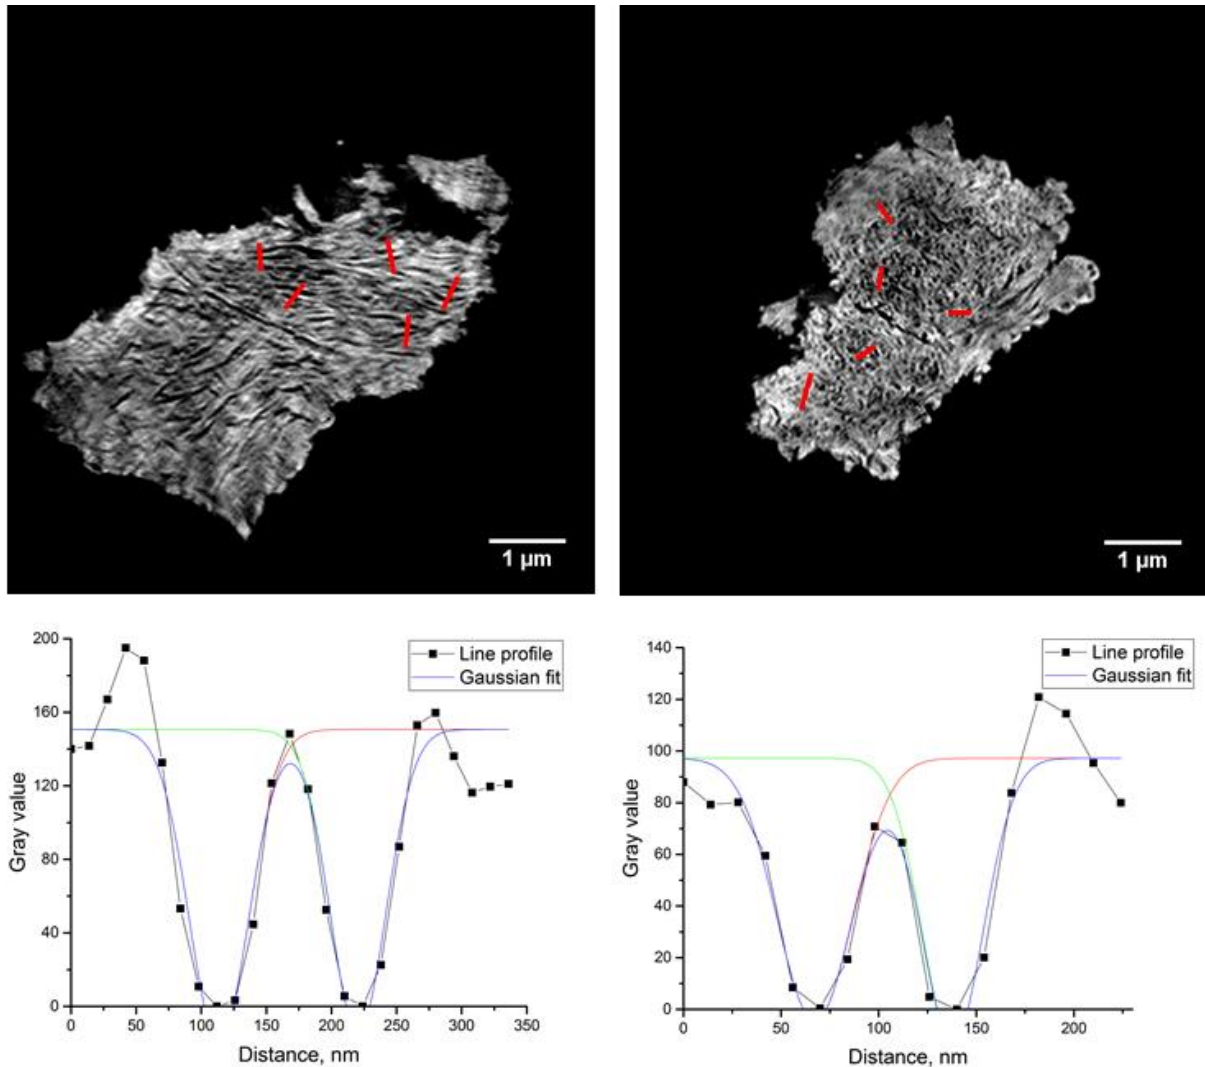 1 µm
1 µm
200
160
120
80
40
0
Gray value
0 50 100 150 200 250 300 350
Distance, nm
Line profile
Gaussian fit
140
120
100
80
60
40
20
0
Gray value
0 50 100 150 200
Distance, nm
Line profile
Gaussian fit